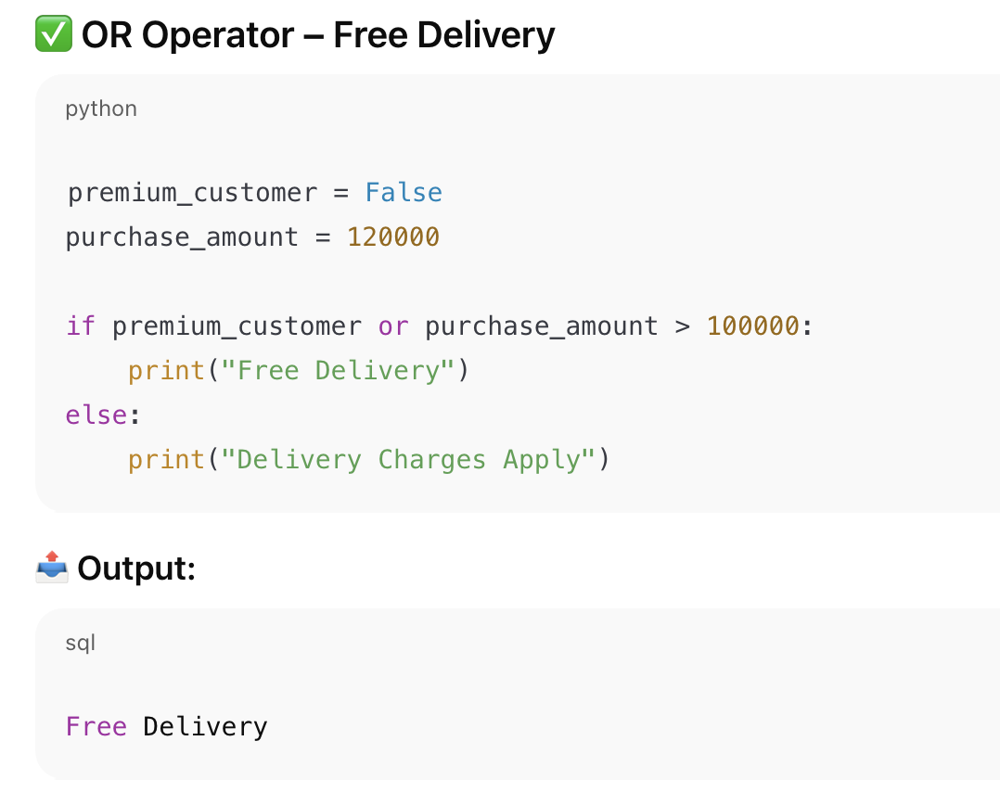 ✅ OR Operator – Free Delivery
python
premium_customer = False
purchase_amount = 120000
if premium_customer or purchase_amount > 100000:
    print("Free Delivery")
else:
    print("Delivery Charges Apply")
📤 Output:
sql
Free Delivery